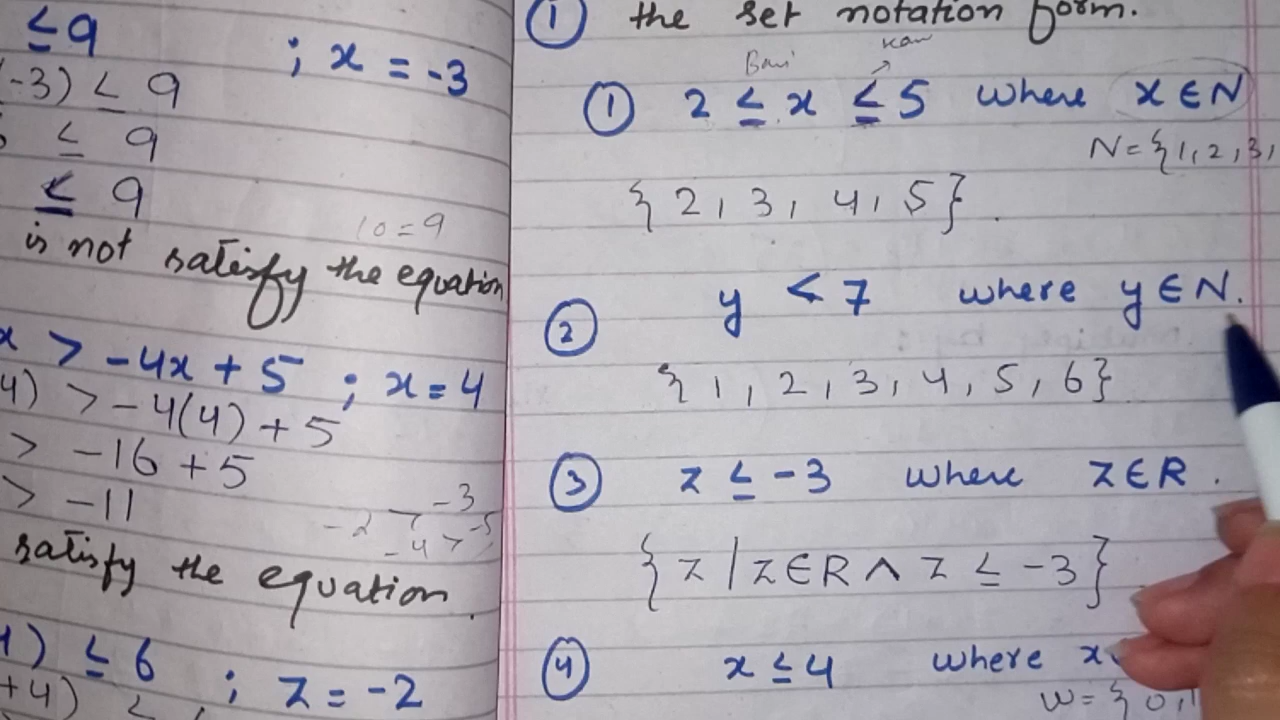 ≤9 ; x = -3
-3) ≤ 9
≤ 9
≤ 9
10=9
is not satisfy the equation
x > -4x + 5 ; x = 4
4) > -4(4) + 5
> -16 + 5
> -11
-3
-2
-4 > -5
satisfy the equation.
) ≤ 6 ; z = -2
+4)
① the set notation form.
① 2 ≤ x ≤ 5 where x ∈ N
N = {1, 2, 3,
{ 2, 3, 4, 5 } .
② y < 7 where y ∈ N.
{ 1, 2, 3, 4, 5, 6 }
③ z ≤ -3 where z ∈ R .
{ z | z ∈ R ∧ z ≤ -3 }
④ x ≤ 4 where x
W = { 0, 1